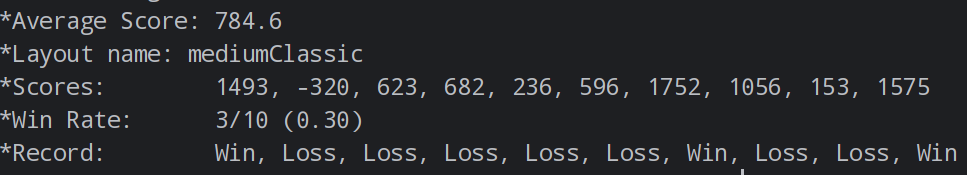 *Average Score: 784.6
*Layout name: mediumClassic
*Scores:        1493, -320, 623, 682, 236, 596, 1752, 1056, 153, 1575
*Win Rate:      3/10 (0.30)
*Record:        Win, Loss, Loss, Loss, Loss, Loss, Win, Loss, Loss, Win